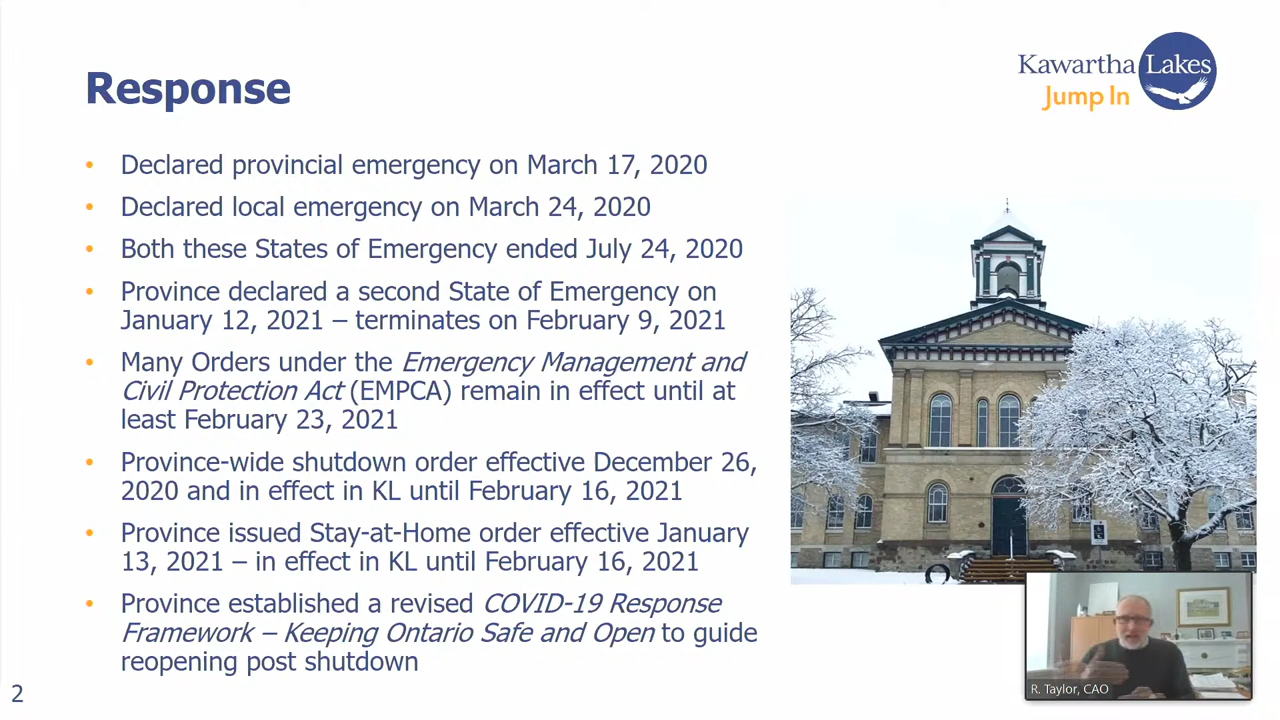 Response
Kawartha Lakes
Jump In
• Declared provincial emergency on March 17, 2020
• Declared local emergency on March 24, 2020
• Both these States of Emergency ended July 24, 2020
• Province declared a second State of Emergency on
January 12, 2021 – terminates on February 9, 2021
• Many Orders under the Emergency Management and
Civil Protection Act (EMPCA) remain in effect until at
least February 23, 2021
• Province-wide shutdown order effective December 26,
2020 and in effect in KL until February 16, 2021
• Province issued Stay-at-Home order effective January
13, 2021 – in effect in KL until February 16, 2021
• Province established a revised COVID-19 Response
Framework – Keeping Ontario Safe and Open to guide
reopening post shutdown
R. Taylor, CAO
2